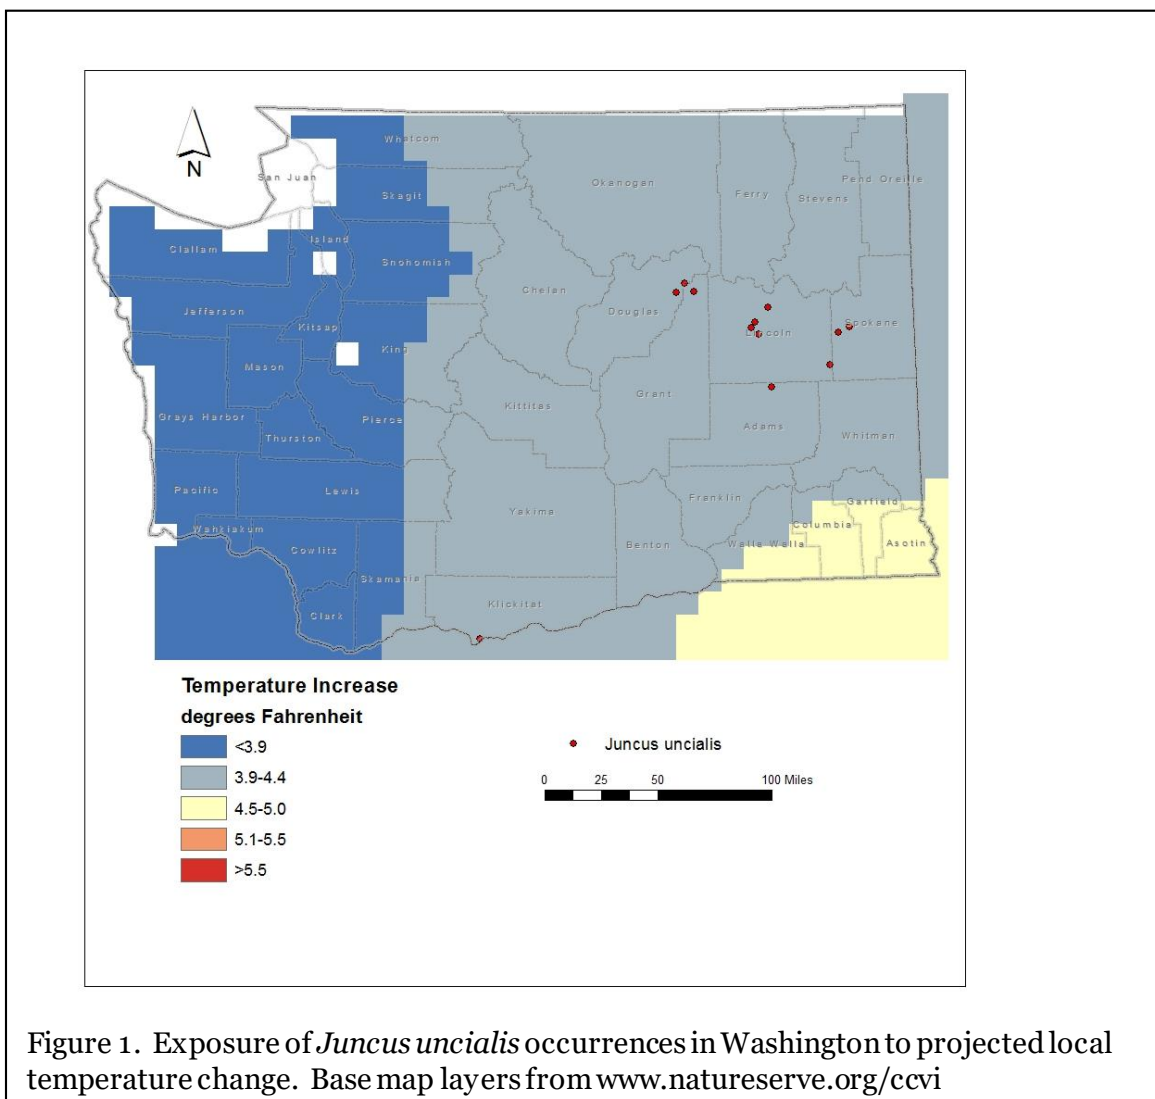 N
Whatcom
San Juan
Okanogan
Pend Oreille
Ferry
Stevens
Skagit
Island
Clallam
Snohomish
Chelan
Jefferson
Douglas
Kitsap
Lincoln
Spokane
King
Mason
Grant
Kittitas
Grays Harbor
Pierce
Thurston
Adams
Whitman
Pacific
Lewis
Franklin
Garfield
Yakima
Columbia
Wahkiakum
Benton
Walla Walla
Asotin
Cowlitz
Skamania
Klickitat
Clark
Temperature Increase
degrees Fahrenheit
<3.9
3.9-4.4
4.5-5.0
5.1-5.5
>5.5
Juncus uncialis
0 25 50 100 Miles
Figure 1. Exposure of Juncus uncialis occurrences in Washington to projected local
temperature change. Base map layers from www.natureserve.org/ccvi